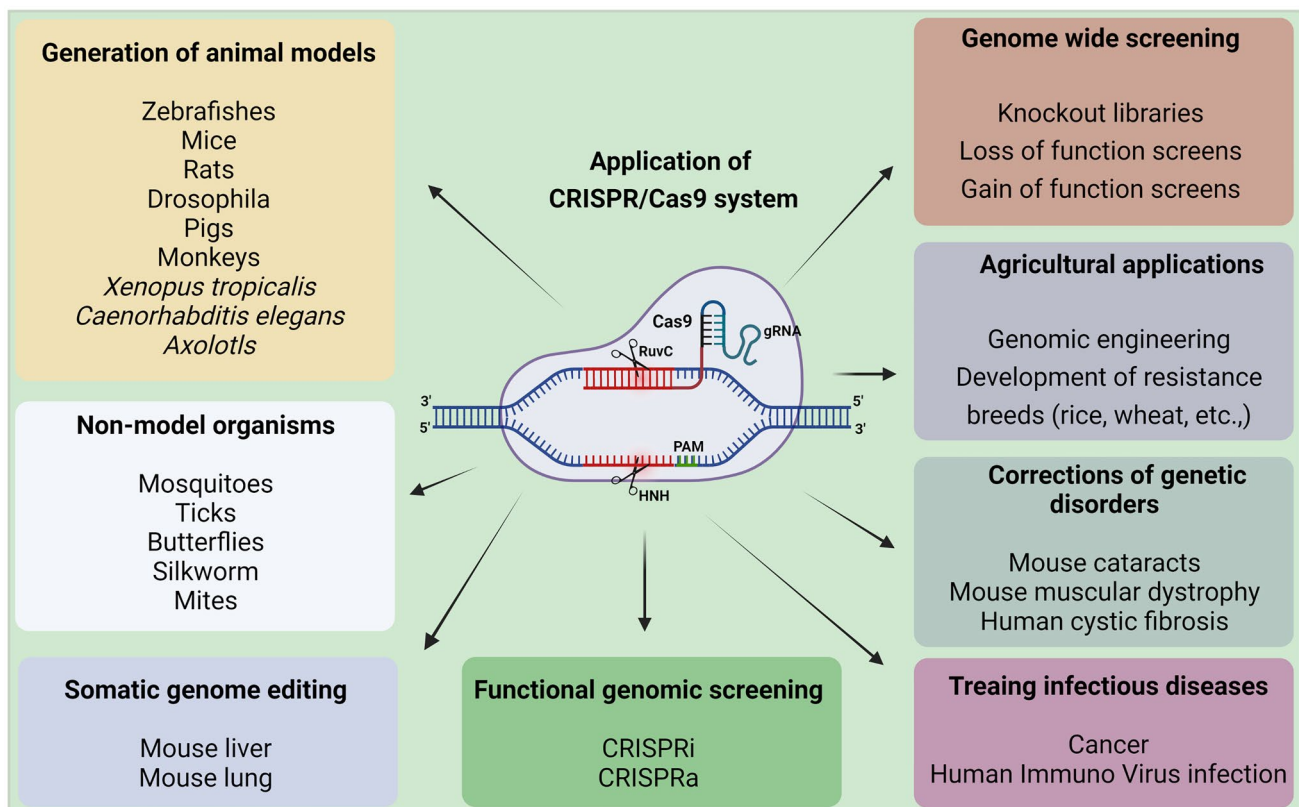 Generation of animal models
Zebrafishes
Mice
Rats
Drosophila
Pigs
Monkeys
Xenopus tropicalis
Caenorhabditis elegans
Axolotls
Non-model organisms
Mosquitoes
Ticks
Butterflies
Silkworm
Mites
Somatic genome editing
Mouse liver
Mouse lung
Application of
CRISPR/Cas9 system
Cas9
gRNA
RuvC
3'
5'
5'
3'
PAM
HNH
Functional genomic screening
CRISPRi
CRISPRa
Genome wide screening
Knockout libraries
Loss of function screens
Gain of function screens
Agricultural applications
Genomic engineering
Development of resistance
breeds (rice, wheat, etc.,)
Corrections of genetic
disorders
Mouse cataracts
Mouse muscular dystrophy
Human cystic fibrosis
Treaing infectious diseases
Cancer
Human Immuno Virus infection